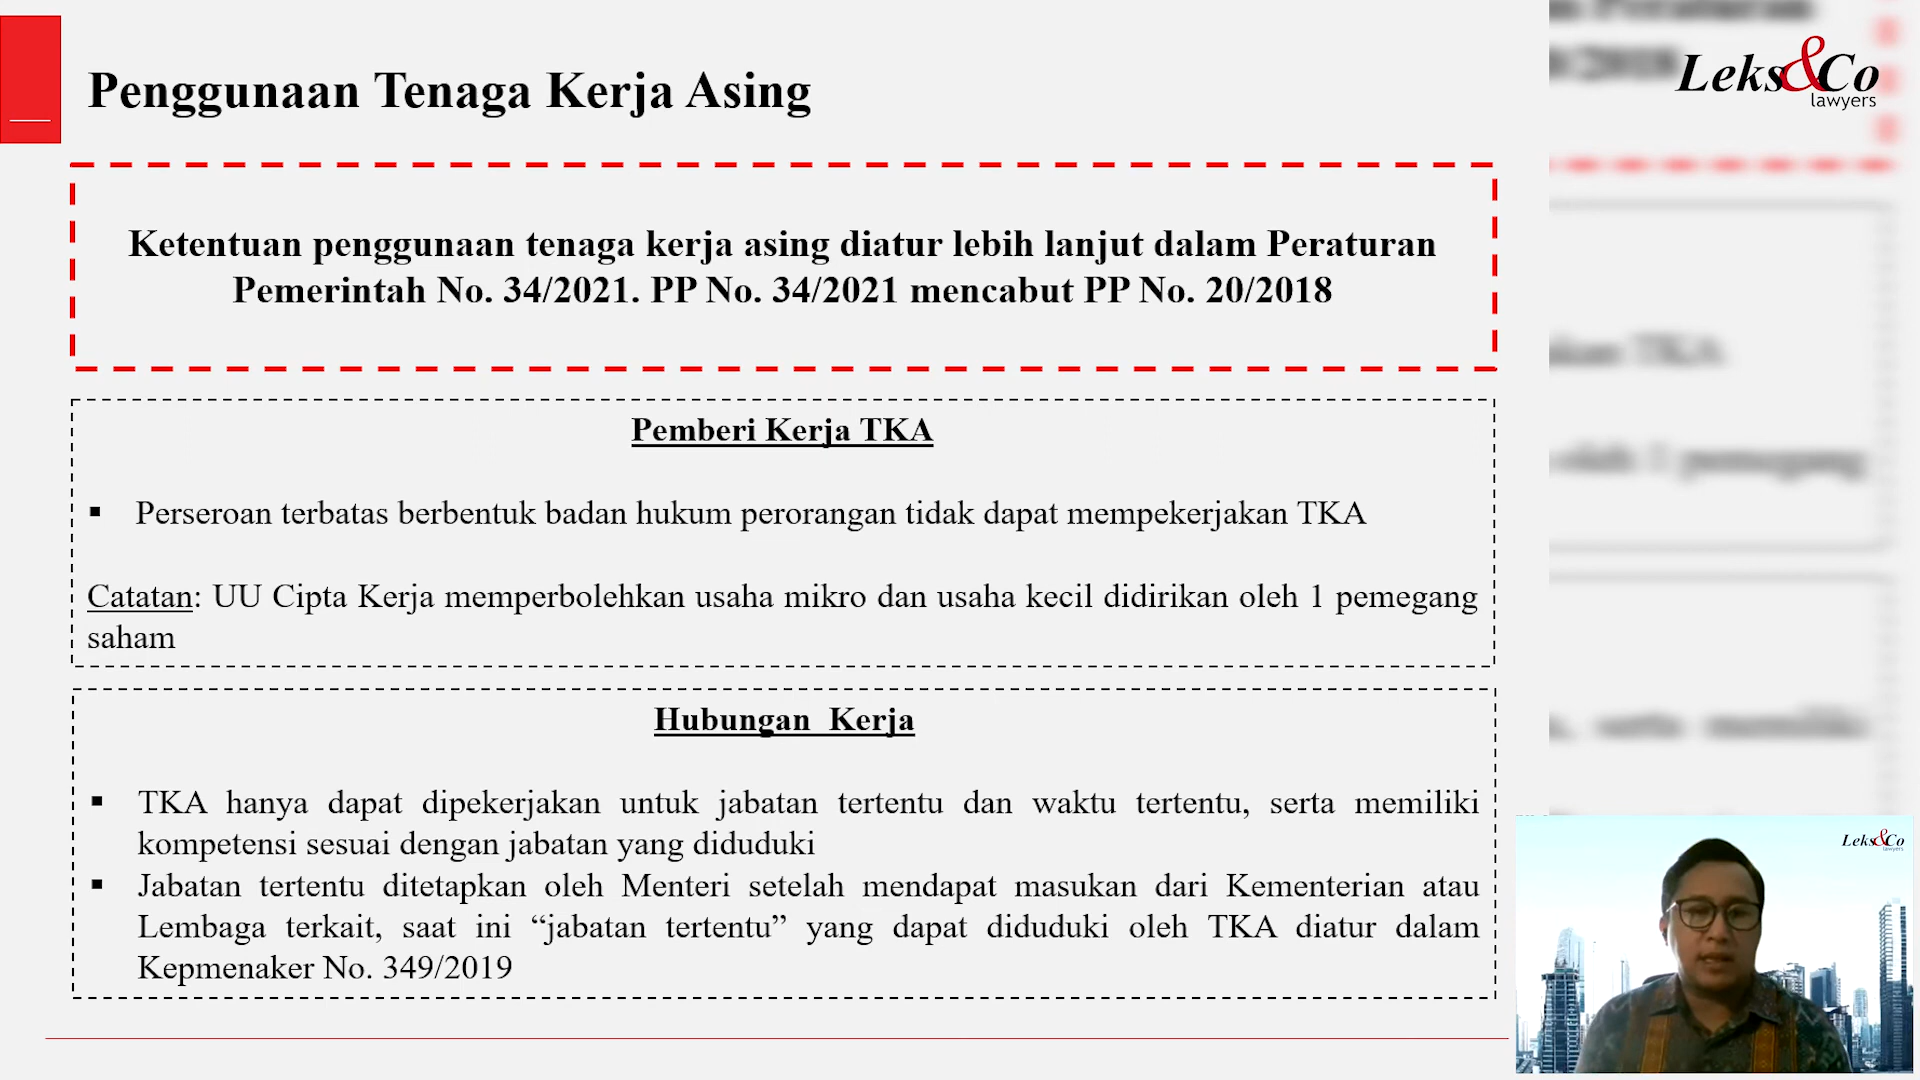 Penggunaan Tenaga Kerja Asing
Leks&Co
lawyers
Ketentuan penggunaan tenaga kerja asing diatur lebih lanjut dalam Peraturan
Pemerintah No. 34/2021. PP No. 34/2021 mencabut PP No. 20/2018
Pemberi Kerja TKA
▪ Perseroan terbatas berbentuk badan hukum perorangan tidak dapat mempekerjakan TKA
Catatan: UU Cipta Kerja memperbolehkan usaha mikro dan usaha kecil didirikan oleh 1 pemegang
saham
Hubungan Kerja
▪ TKA hanya dapat dipekerjakan untuk jabatan tertentu dan waktu tertentu, serta memiliki
kompetensi sesuai dengan jabatan yang diduduki
▪ Jabatan tertentu ditetapkan oleh Menteri setelah mendapat masukan dari Kementerian atau
Lembaga terkait, saat ini “jabatan tertentu” yang dapat diduduki oleh TKA diatur dalam
Kepmenaker No. 349/2019
Leks&Co
lawyers